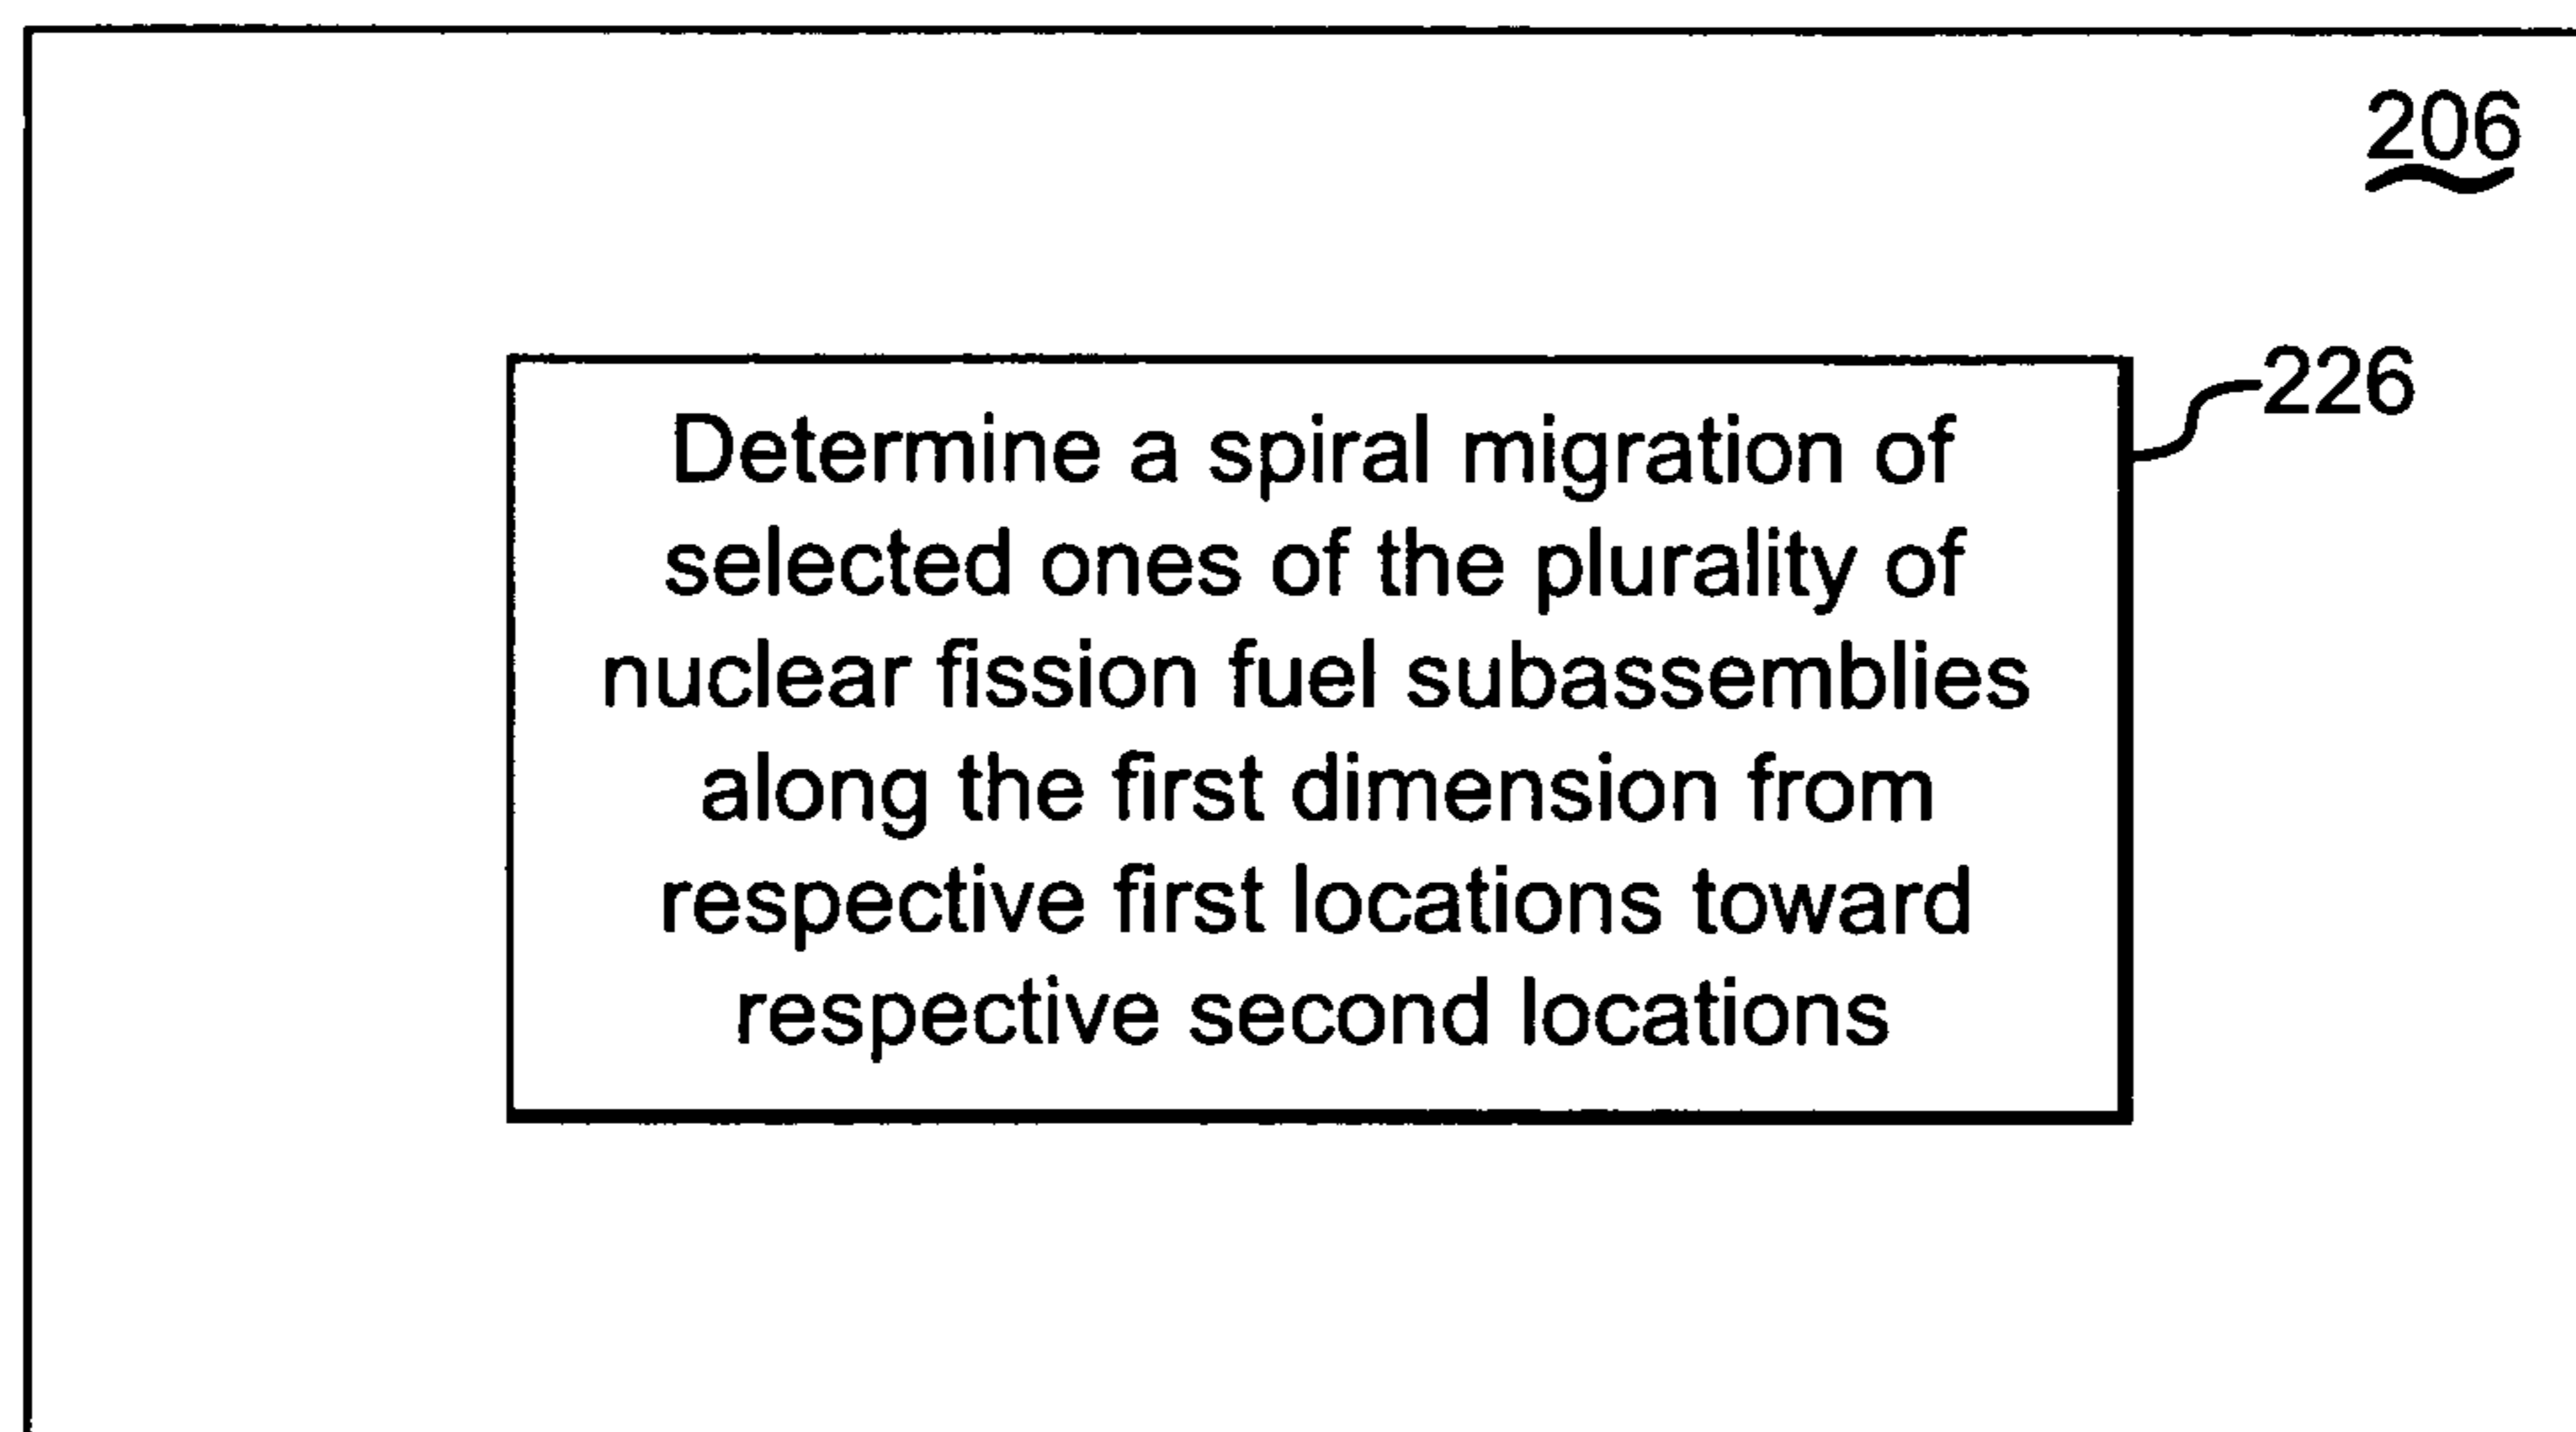 206
226
Determine a spiral migration of
selected ones of the plurality of
nuclear fission fuel subassemblies
along the first dimension from
respective first locations toward
respective second locations